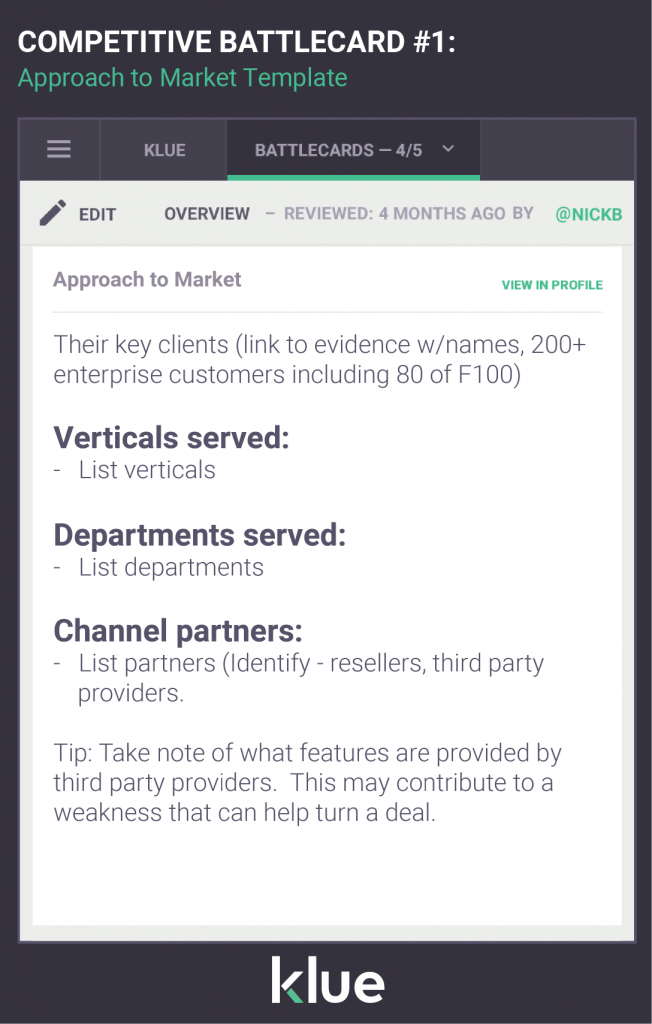 COMPETITIVE BATTLECARD #1:
Approach to Market Template
KLUE
BATTLECARDS — 4/5
EDIT
OVERVIEW – REVIEWED: 4 MONTHS AGO BY @NICKB
Approach to Market
VIEW IN PROFILE
Their key clients (link to evidence w/names, 200+
enterprise customers including 80 of F100)
Verticals served:
- List verticals
Departments served:
- List departments
Channel partners:
- List partners (Identify - resellers, third party
providers.
Tip: Take note of what features are provided by
third party providers.  This may contribute to a
weakness that can help turn a deal.
klue